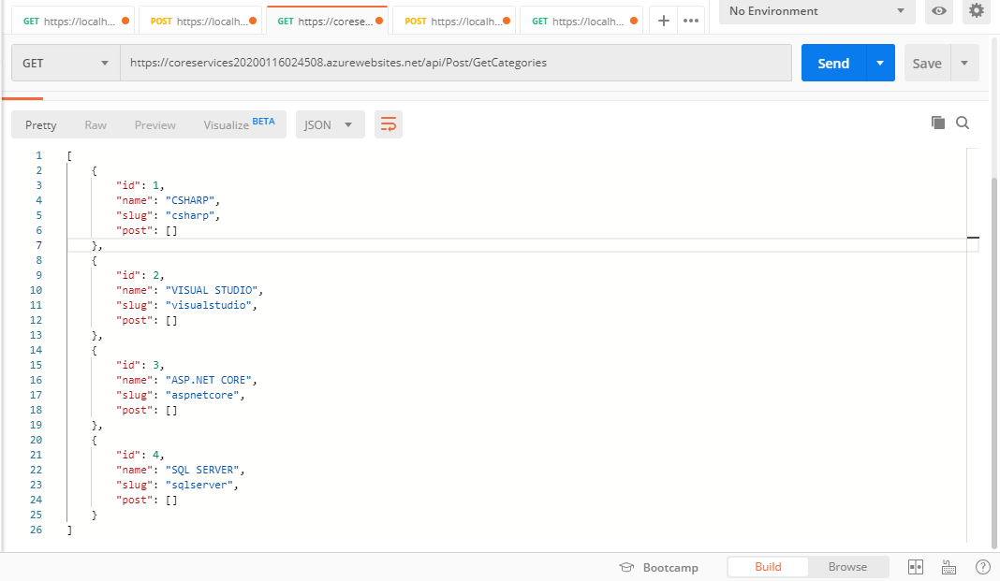 GET https://localh... POST https://localh... GET https://corese... POST https://localh... GET https://localh... + ••• No Environment
GET https://coreservices20200116024508.azurewebsites.net/api/Post/GetCategories Send Save
Pretty Raw Preview Visualize BETA JSON
1 [
2 {
3 "id": 1,
4 "name": "CSHARP",
5 "slug": "csharp",
6 "post": []
7 },
8 {
9 "id": 2,
10 "name": "VISUAL STUDIO",
11 "slug": "visualstudio",
12 "post": []
13 },
14 {
15 "id": 3,
16 "name": "ASP.NET CORE",
17 "slug": "aspnetcore",
18 "post": []
19 },
20 {
21 "id": 4,
22 "name": "SQL SERVER",
23 "slug": "sqlserver",
24 "post": []
25 }
26 ]
Bootcamp Build Browse ?